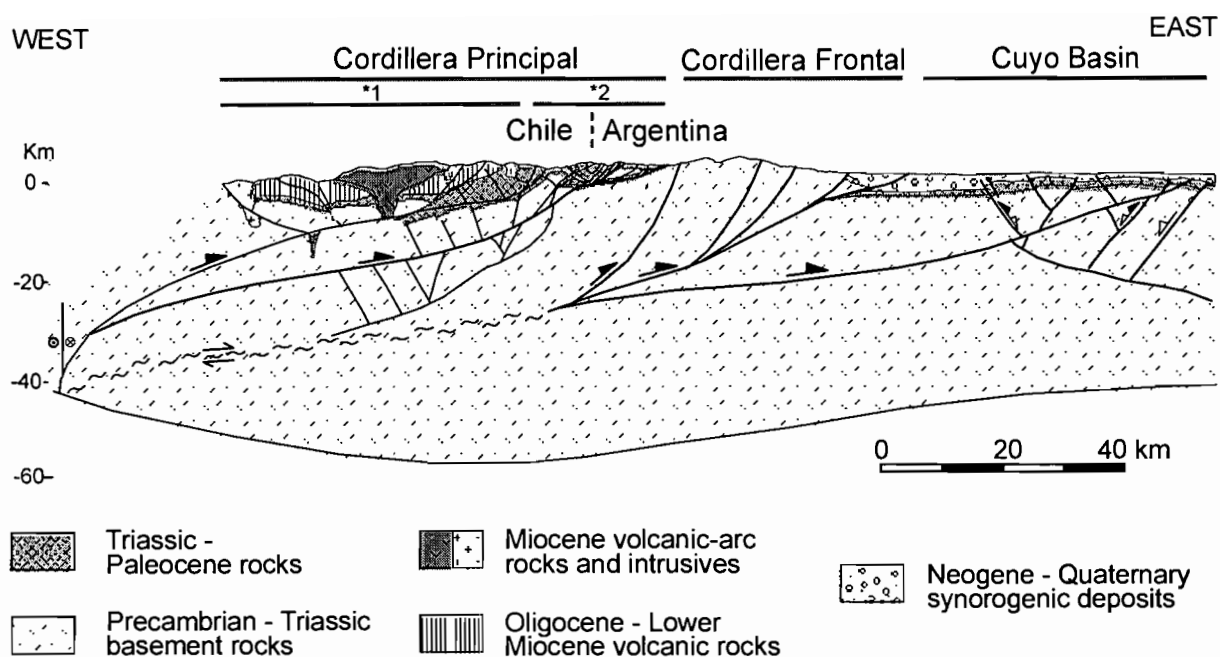 WEST
EAST
Cordillera Principal
Cordillera Frontal
Cuyo Basin
*1
*2
Chile
Argentina
Km
0 -
-20-
-40-
-60-
0 20 40 km
Triassic -
Paleocene rocks
Precambrian - Triassic
basement rocks
Miocene volcanic-arc
rocks and intrusives
Oligocene - Lower
Miocene volcanic rocks
Neogene - Quaternary
synorogenic deposits